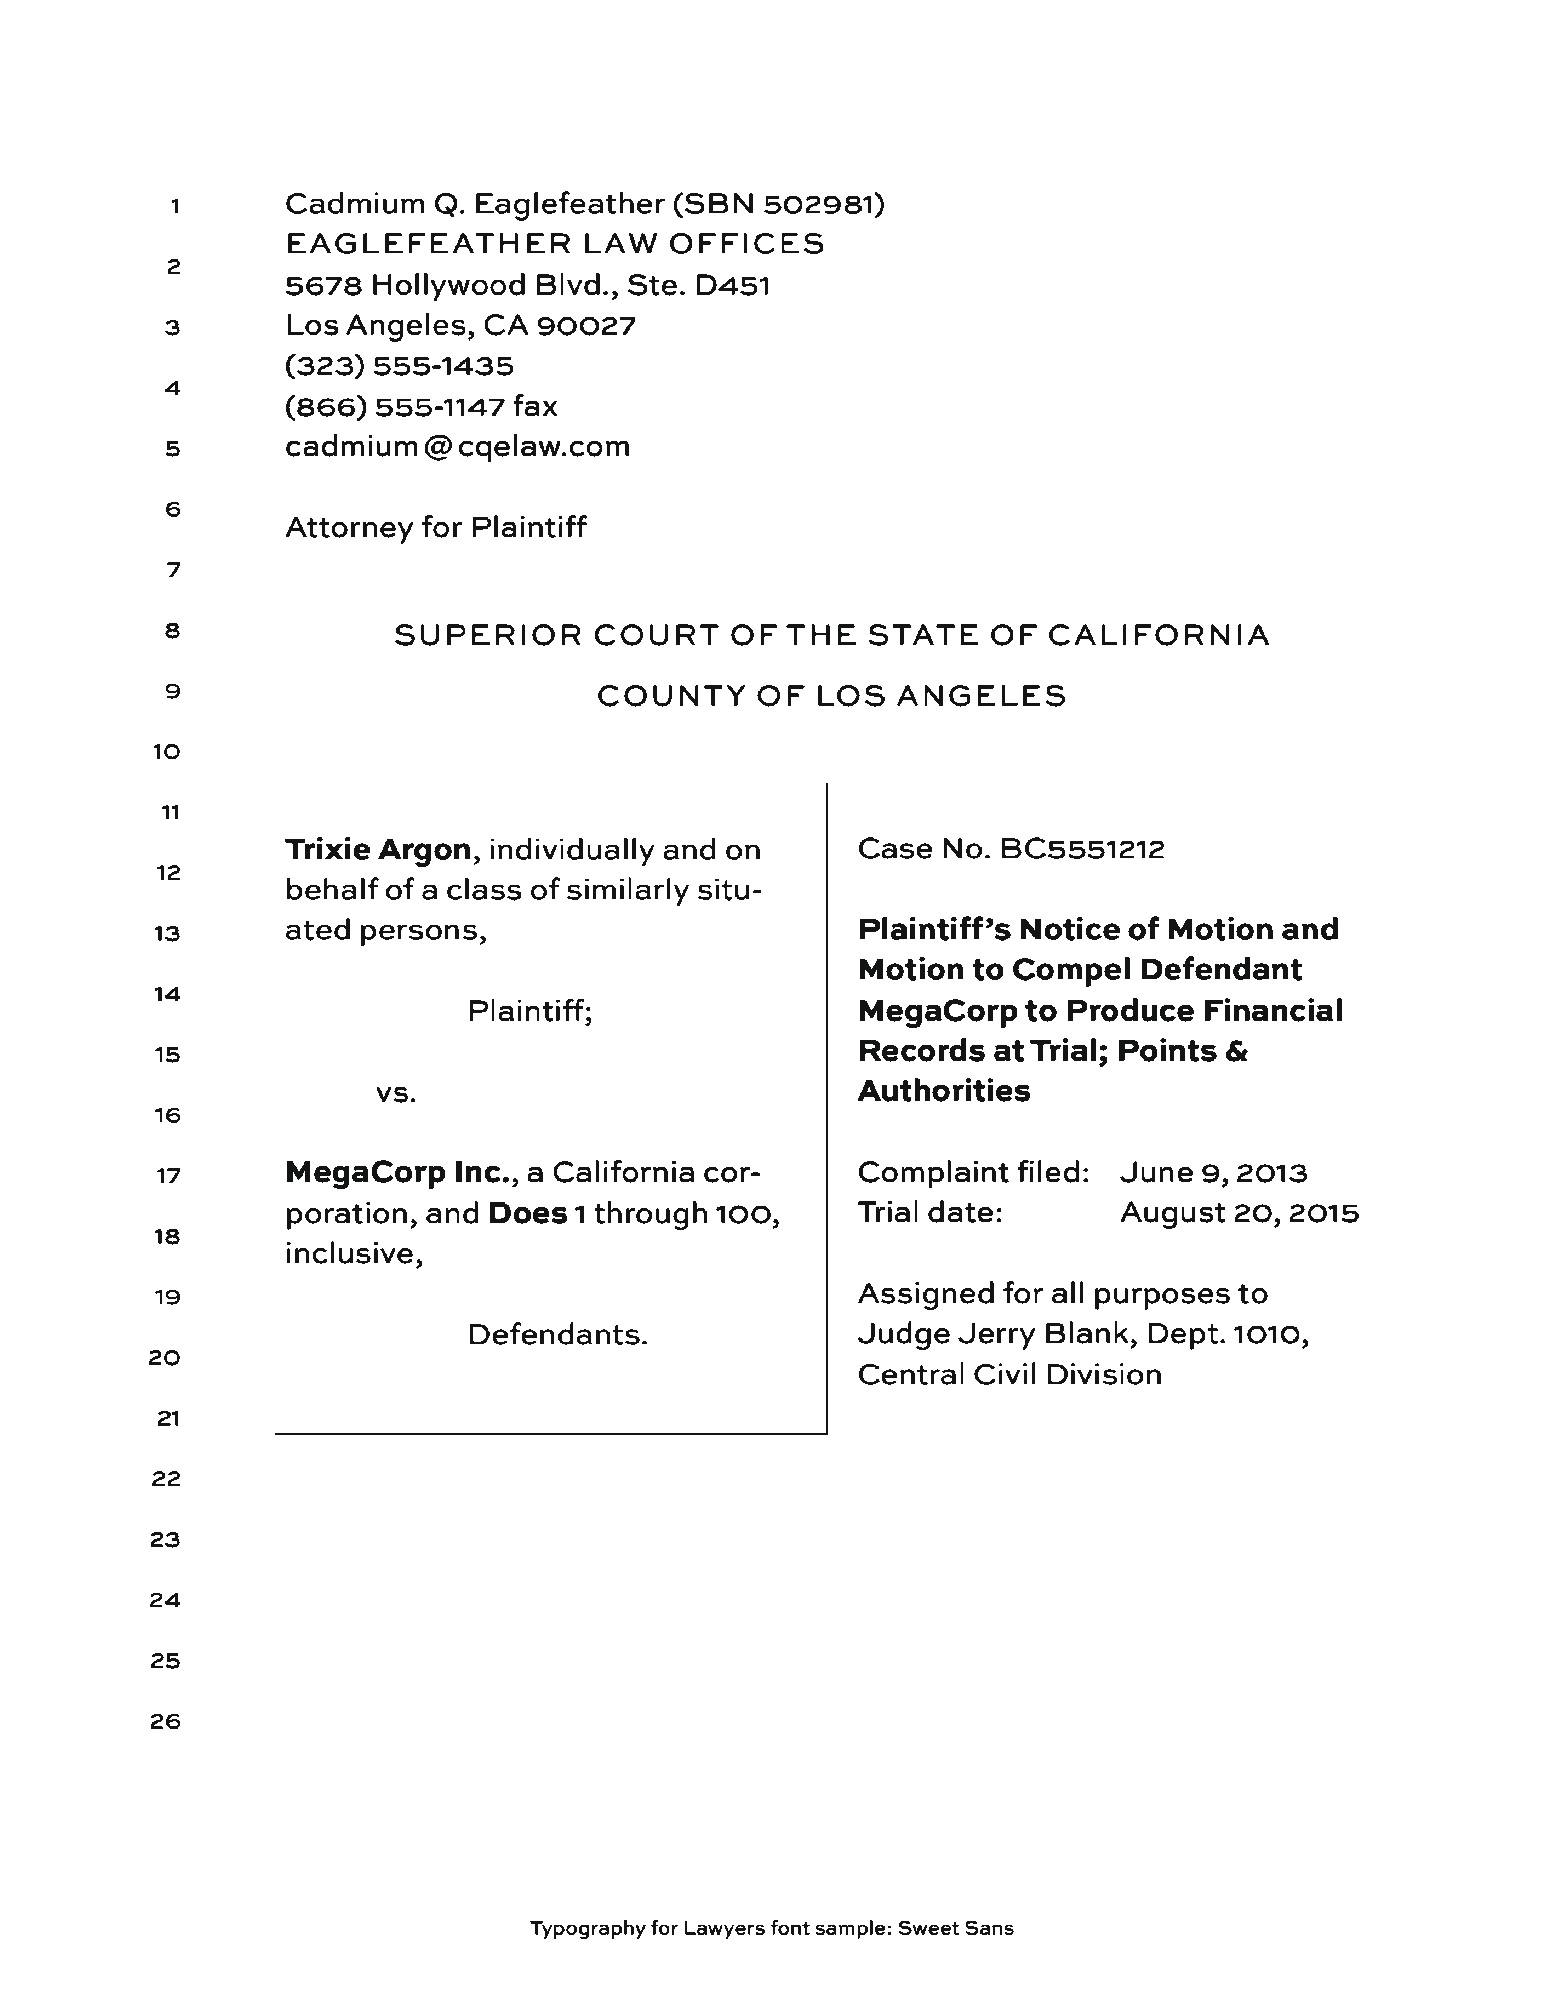 1
2
3
4
5
6
7
8
9
10
11
12
13
14
15
16
17
18
19
20
21
22
23
24
25
26
Cadmium Q. Eaglefeather (SBN 502981)
EAGLEFEATHER LAW OFFICES
5678 Hollywood Blvd., Ste. D451
Los Angeles, CA 90027
(323) 555-1435
(866) 555-1147 fax
cadmium@cqelaw.com
Attorney for Plaintiff
SUPERIOR COURT OF THE STATE OF CALIFORNIA
COUNTY OF LOS ANGELES
Trixie Argon, individually and on
behalf of a class of similarly situ-
ated persons,
Plaintiff;
vs.
MegaCorp Inc., a California cor-
poration, and Does 1 through 100,
inclusive,
Defendants.
Case No. BC5551212
Plaintiff’s Notice of Motion and
Motion to Compel Defendant
MegaCorp to Produce Financial
Records at Trial; Points &
Authorities
Complaint filed: June 9, 2013
Trial date: August 20, 2015
Assigned for all purposes to
Judge Jerry Blank, Dept. 1010,
Central Civil Division
Typography for Lawyers font sample: Sweet Sans